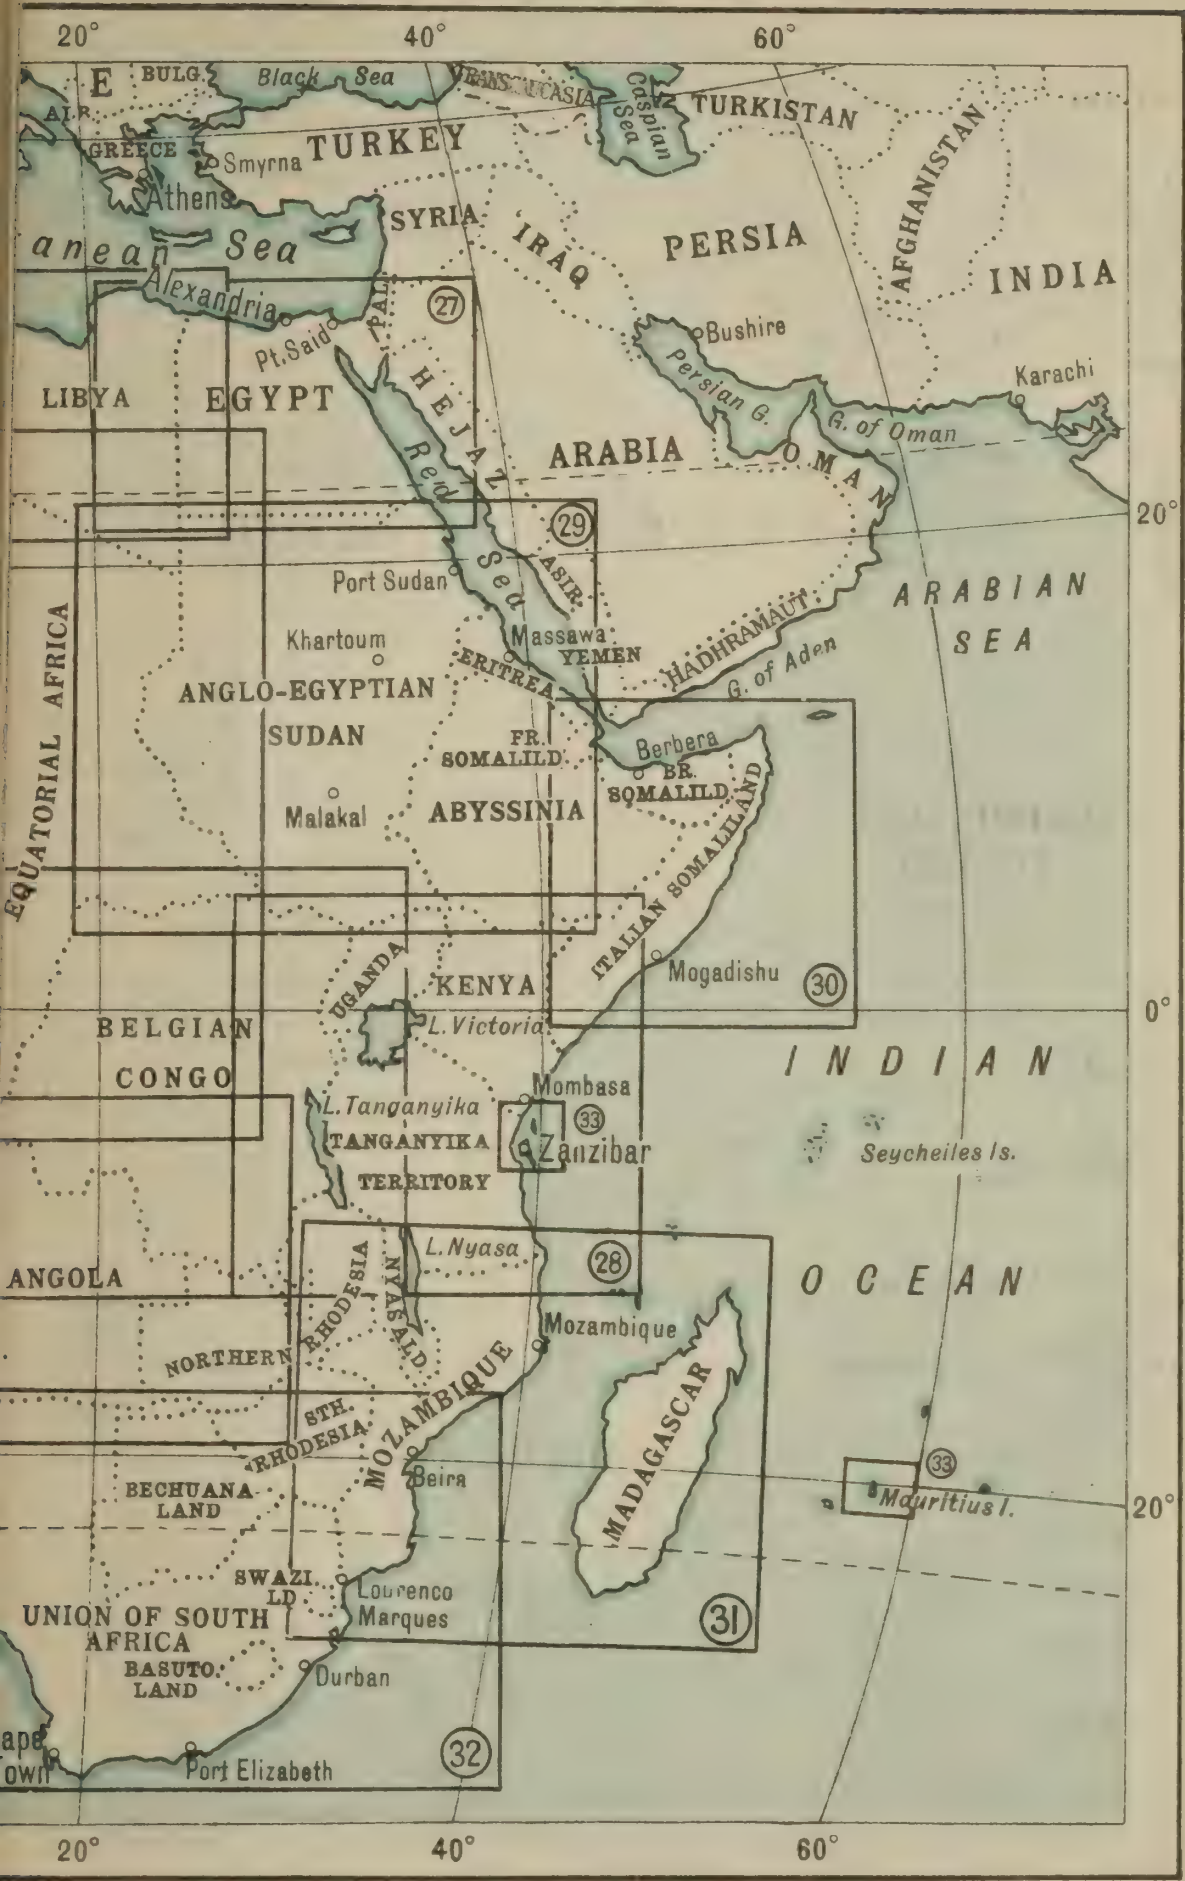 20° 40° 60°
E
BULG.
Black Sea
TRANSCAUCASIA
Caspian
Sea
TURKISTAN
GREECE
Smyrna
TURKEY
AFGHANISTAN
Athens
SYRIA
'IRĀQ
PERSIA
anean Sea
INDIA
Alexandria
PAL.
27
Pt. Said
Bushire
Karachi
LIBYA
EGYPT
HEJAZ
Persian G.
G. of Oman
ARABIA
OMAN
Red Sea
29
20°
ASIR
Port Sudan
ARABIAN
SEA
Khartoum
Massawa
YEMEN
HADHRAMAUT
ERITREA
G. of Aden
EQUATORIAL AFRICA
ANGLO-EGYPTIAN
SUDAN
FR.
SOMALILD.
Berbera
BR.
SOMALILD.
Malakal
ABYSSINIA
ITALIAN SOMALILAND
UGANDA
KENYA
Mogadishu
30
0°
BELGIAN
CONGO
L. Victoria
INDIAN
Mombasa
L. Tanganyika
33
TANGANYIKA
TERRITORY
Zanzibar
Seychelles Is.
L. Nyasa
28
ANGOLA
NYASALD.
OCEAN
NORTHERN RHODESIA
Mozambique
MOZAMBIQUE
STH.
RHODESIA
MADAGASCAR
33
Beira
BECHUANA-
LAND
Mauritius I.
20°
SWAZI.
LD
Lourenco
Marques
UNION OF SOUTH
AFRICA
31
BASUTO.
LAND
Durban
ape
own
Port Elizabeth
32
20° 40° 60°